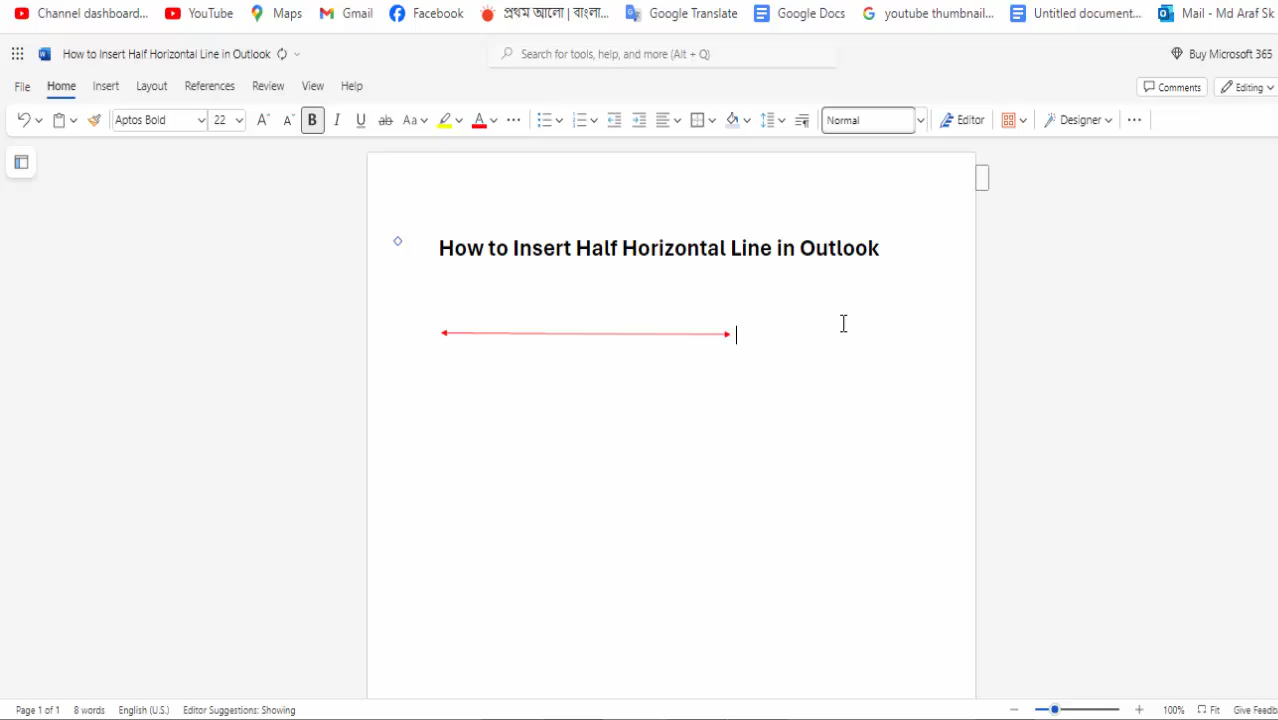 Channel dashboard... YouTube Maps Gmail Facebook প্রথম আলো | বাংলা... Google Translate Google Docs youtube thumbnail... Untitled document... Mail - Md Araf Sk
How to Insert Half Horizontal Line in Outlook Search for tools, help, and more (Alt + Q) Buy Microsoft 365
File Home Insert Layout References Review View Help Comments Editing
Aptos Bold 22 A A B I U ab Aa A Normal Editor Designer
How to Insert Half Horizontal Line in Outlook
Page 1 of 1 8 words English (U.S.) Editor Suggestions: Showing 100% Fit Give Feedb